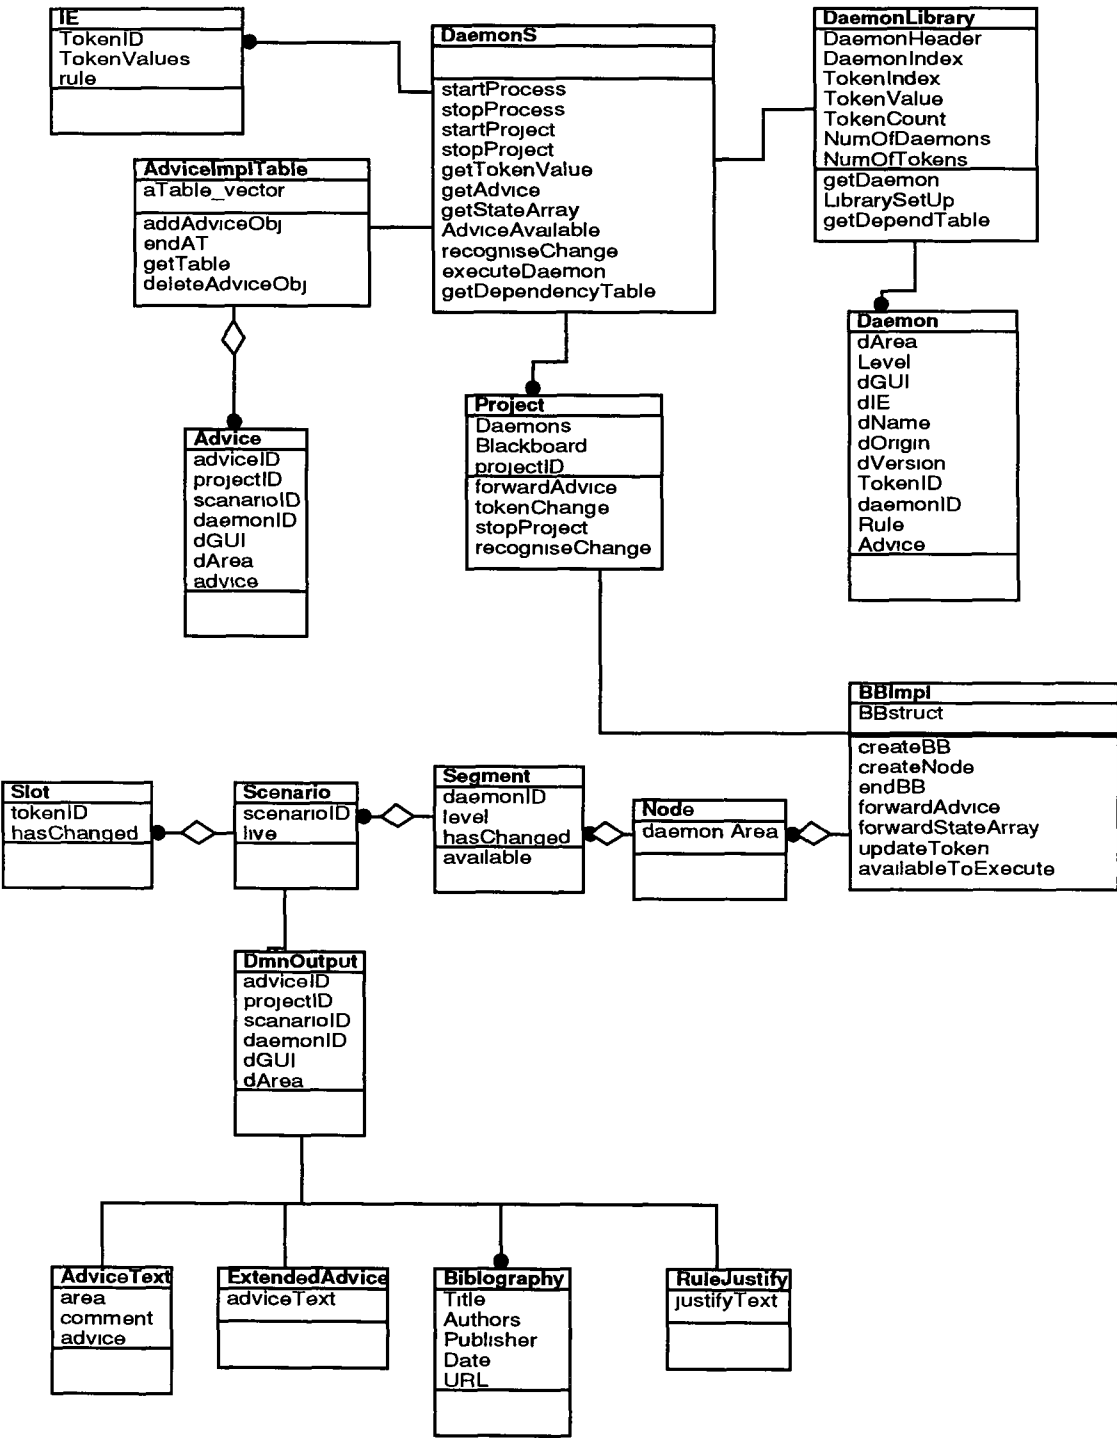 IE
TokenID
TokenValues
rule
DaemonS
startProcess
stopProcess
startProject
stopProject
getTokenValue
getAdvice
getStateArray
AdviceAvailable
recogniseChange
executeDaemon
getDependencyTable
DaemonLibrary
DaemonHeader
DaemonIndex
TokenIndex
TokenValue
TokenCount
NumOfDaemons
NumOfTokens
getDaemon
LibrarySetUp
getDependTable
AdviceImplTable
aTable_vector
addAdviceObj
endAT
getTable
deleteAdviceObj
Daemon
dArea
Level
dGUI
dIE
dName
dOrigin
dVersion
TokenID
daemonID
Rule
Advice
Project
Daemons
Blackboard
projectID
forwardAdvice
tokenChange
stopProject
recogniseChange
Advice
adviceID
projectID
scanarioID
daemonID
dGUI
dArea
advice
BBImpl
BBstruct
createBB
createNode
endBB
forwardAdvice
forwardStateArray
updateToken
availableToExecute
Slot
tokenID
hasChanged
Scenario
scenarioID
live
Segment
daemonID
level
hasChanged
available
Node
daemon Area
DmnOutput
adviceID
projectID
scanarioID
daemonID
dGUI
dArea
AdviceText
area
comment
advice
ExtendedAdvice
adviceText
Biblography
Title
Authors
Publisher
Date
URL
RuleJustify
justifyText